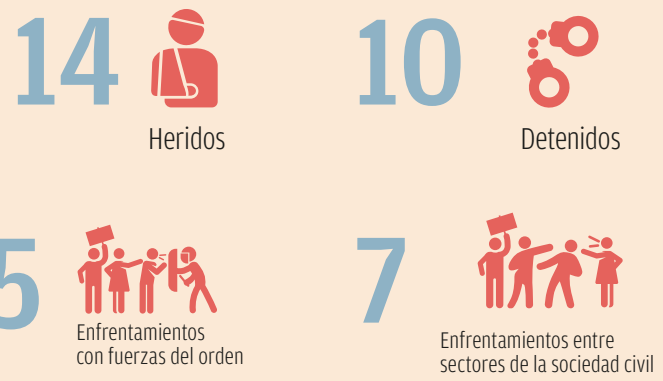 14
Heridos
10
Detenidos
5
Enfrentamientos
con fuerzas del orden
7
Enfrentamientos entre
sectores de la sociedad civil